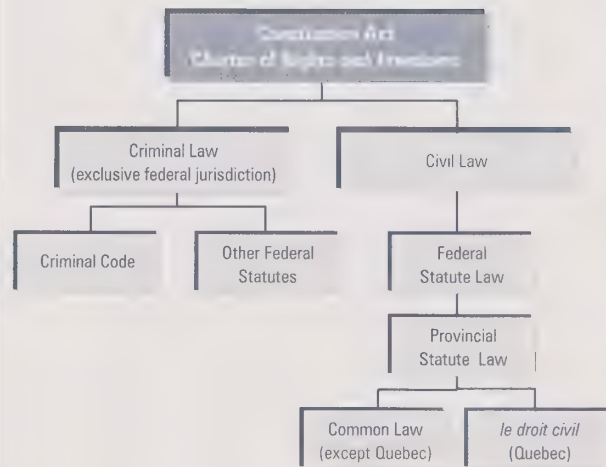 Constitution Act
Charter of Rights and Freedoms
Criminal Law
(exclusive federal jurisdiction)
Civil Law
Criminal Code
Other Federal
Statutes
Federal
Statute Law
Provincial
Statute Law
Common Law
(except Quebec)
le droit civil
(Quebec)